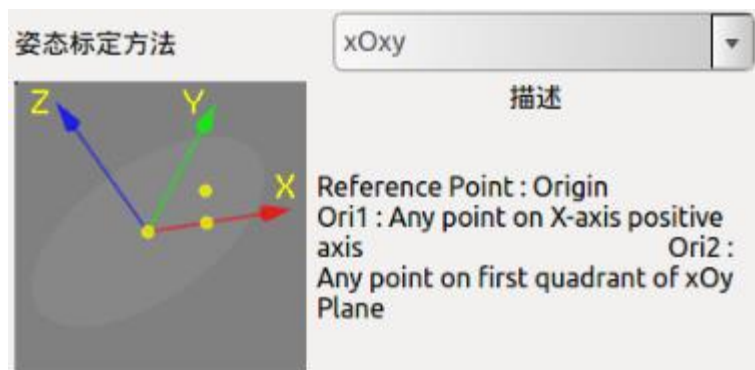 姿态标定方法
xOxy
描述
Z
Y
X
Reference Point : Origin
Ori1 : Any point on X-axis positive
axis Ori2 :
Any point on first quadrant of xOy
Plane